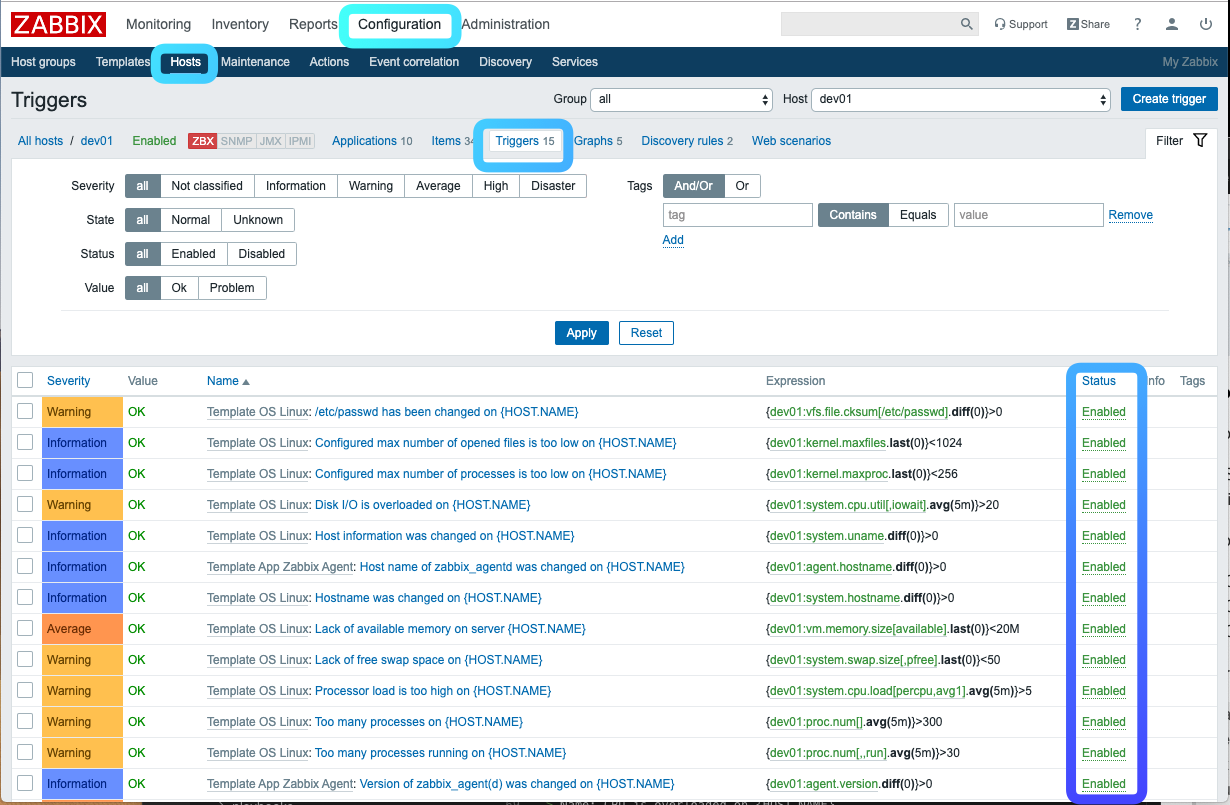 ZABBIX Monitoring Inventory Reports Configuration Administration Support Z Share ?
Host groups Templates Hosts Maintenance Actions Event correlation Discovery Services My Zabbix
Triggers Group all Host dev01 Create trigger
All hosts / dev01 Enabled ZBX SNMP JMX IPMI Applications 10 Items 34 Triggers 15 Graphs 5 Discovery rules 2 Web scenarios Filter
Severity all Not classified Information Warning Average High Disaster Tags And/Or Or
State all Normal Unknown tag Contains Equals value Remove
Add
Status all Enabled Disabled
Value all Ok Problem
Apply Reset
Severity Value Name Expression Status nfo Tags
Warning OK Template OS Linux: /etc/passwd has been changed on {HOST.NAME} {dev01:vfs.file.cksum[/etc/passwd].diff(0)}>0 Enabled
Information OK Template OS Linux: Configured max number of opened files is too low on {HOST.NAME} {dev01:kernel.maxfiles.last(0)}<1024 Enabled
Information OK Template OS Linux: Configured max number of processes is too low on {HOST.NAME} {dev01:kernel.maxproc.last(0)}<256 Enabled
Warning OK Template OS Linux: Disk I/O is overloaded on {HOST.NAME} {dev01:system.cpu.util[,iowait].avg(5m)}>20 Enabled
Information OK Template OS Linux: Host information was changed on {HOST.NAME} {dev01:system.uname.diff(0)}>0 Enabled
Information OK Template App Zabbix Agent: Host name of zabbix_agentd was changed on {HOST.NAME} {dev01:agent.hostname.diff(0)}>0 Enabled
Information OK Template OS Linux: Hostname was changed on {HOST.NAME} {dev01:system.hostname.diff(0)}>0 Enabled
Average OK Template OS Linux: Lack of available memory on server {HOST.NAME} {dev01:vm.memory.size[available].last(0)}<20M Enabled
Warning OK Template OS Linux: Lack of free swap space on {HOST.NAME} {dev01:system.swap.size[,pfree].last(0)}<50 Enabled
Warning OK Template OS Linux: Processor load is too high on {HOST.NAME} {dev01:system.cpu.load[percpu,avg1].avg(5m)}>5 Enabled
Warning OK Template OS Linux: Too many processes on {HOST.NAME} {dev01:proc.num[].avg(5m)}>300 Enabled
Warning OK Template OS Linux: Too many processes running on {HOST.NAME} {dev01:proc.num[,,run].avg(5m)}>30 Enabled
Information OK Template App Zabbix Agent: Version of zabbix_agent(d) was changed on {HOST.NAME} {dev01:agent.version.diff(0)}>0 Enabled